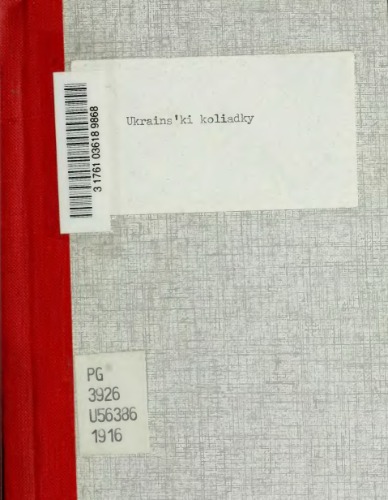 Ukrains'ki koliadky
3 1761 03618 9868
PG
3926
U56386
1916